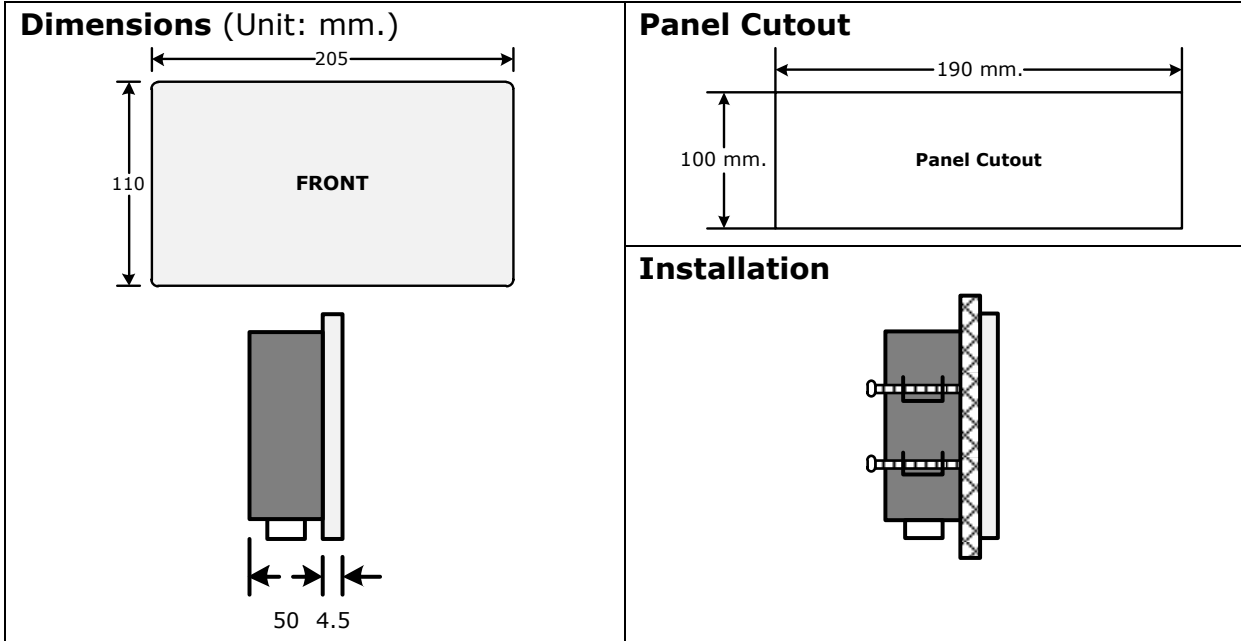 Dimensions (Unit: mm.)
205
110
FRONT
50 4.5
Panel Cutout
190 mm.
100 mm.
Panel Cutout
Installation